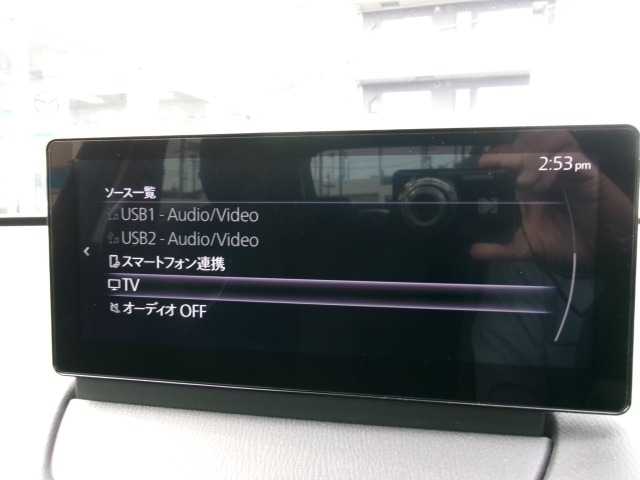 2:53pm
ソース一覧
USB1 - Audio/Video
USB2 - Audio/Video
スマートフォン連携
TV
オーディオ OFF